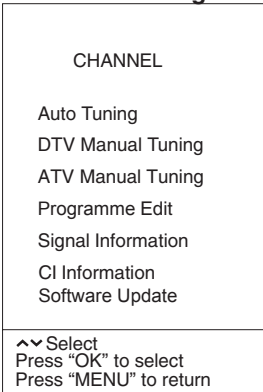 CHANNEL
Auto Tuning
DTV Manual Tuning
ATV Manual Tuning
Programme Edit
Signal Information
CI Information
Software Update
Select
Press “OK” to select
Press “MENU” to return